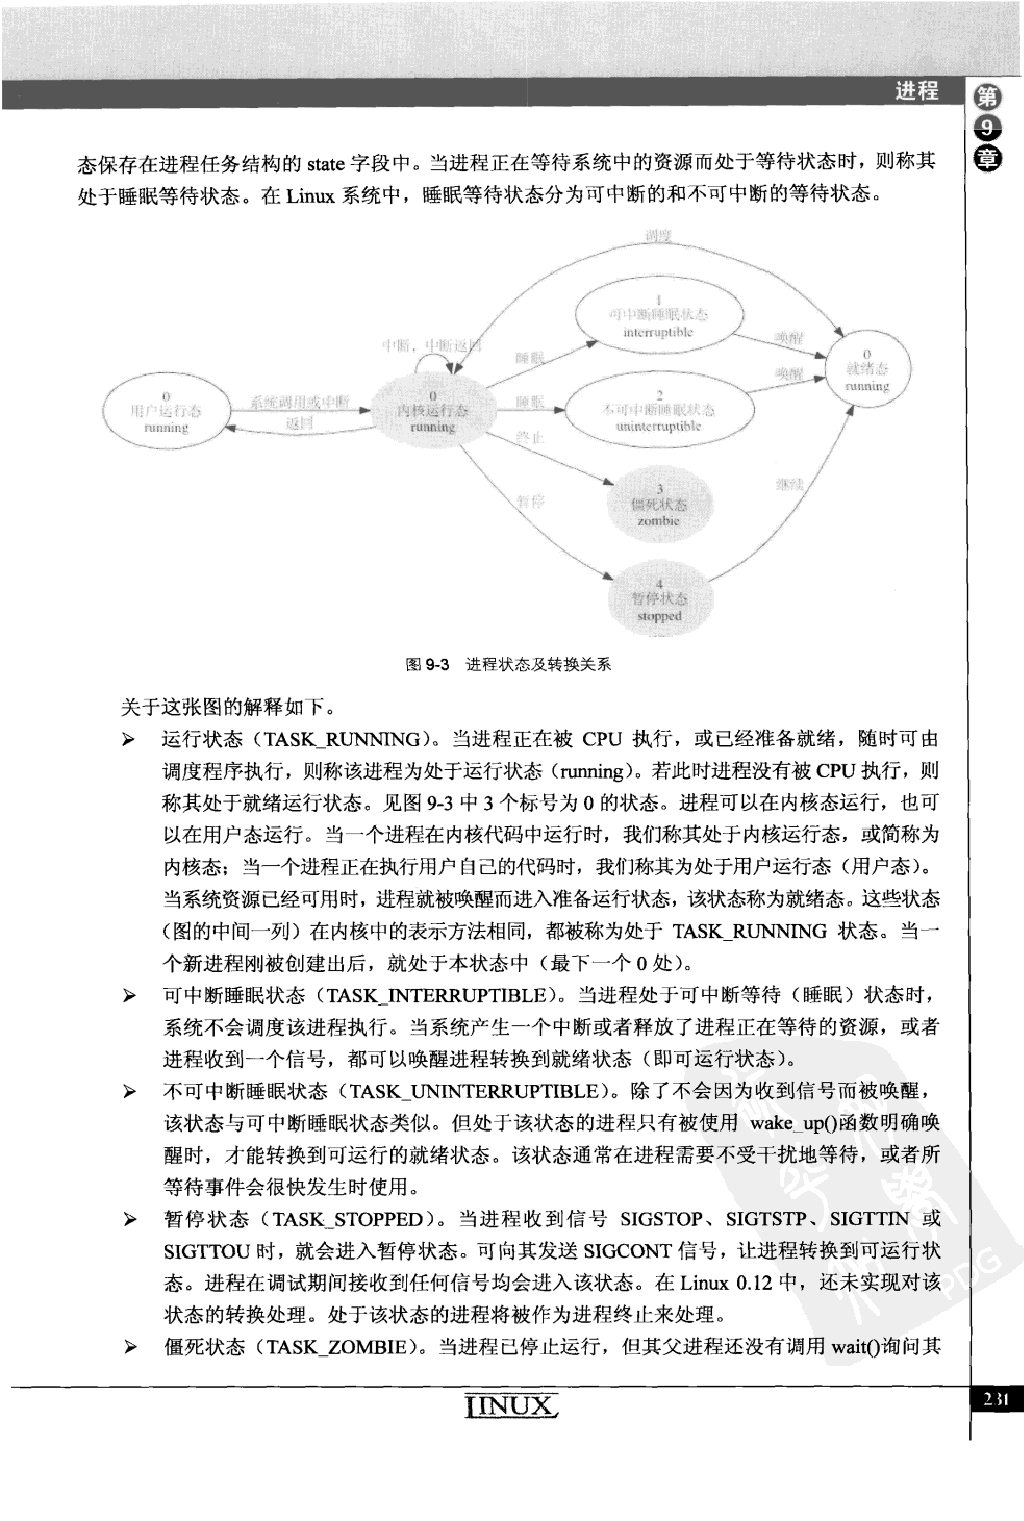 进程
第
9
章
态保存在进程任务结构的 state 字段中。当进程正在等待系统中的资源而处于等待状态时，则称其
处于睡眠等待状态。在 Linux 系统中，睡眠等待状态分为可中断的和不可中断的等待状态。
调度
1
可中断睡眠状态
interruptible
中断，中断返回
睡眠
唤醒
0
就绪态
running
0
用户运行态
running
系统调用或中断
返回
0
内核运行态
running
睡眠
2
不可中断睡眠状态
uninterruptible
唤醒
终止
3
僵死状态
zombie
暂停
继续
4
暂停状态
stopped
图 9-3 进程状态及转换关系
关于这张图的解释如下。
➢ 运行状态（TASK_RUNNING）。当进程正在被 CPU 执行，或已经准备就绪，随时可由
调度程序执行，则称该进程为处于运行状态（running）。若此时进程没有被 CPU 执行，则
称其处于就绪运行状态。见图 9-3 中 3 个标号为 0 的状态。进程可以在内核态运行，也可
以在用户态运行。当一个进程在内核代码中运行时，我们称其处于内核运行态，或简称为
内核态；当一个进程正在执行用户自己的代码时，我们称其为处于用户运行态（用户态）。
当系统资源已经可用时，进程就被唤醒而进入准备运行状态，该状态称为就绪态。这些状态
（图的中间一列）在内核中的表示方法相同，都被称为处于 TASK_RUNNING 状态。当一
个新进程刚被创建出后，就处于本状态中（最下一个 0 处）。
➢ 可中断睡眠状态（TASK_INTERRUPTIBLE）。当进程处于可中断等待（睡眠）状态时，
系统不会调度该进程执行。当系统产生一个中断或者释放了进程正在等待的资源，或者
进程收到一个信号，都可以唤醒进程转换到就绪状态（即可运行状态）。
➢ 不可中断睡眠状态（TASK_UNINTERRUPTIBLE）。除了不会因为收到信号而被唤醒，
该状态与可中断睡眠状态类似。但处于该状态的进程只有被使用 wake_up()函数明确唤
醒时，才能转换到可运行的就绪状态。该状态通常在进程需要不受干扰地等待，或者所
等待事件会很快发生时使用。
➢ 暂停状态（TASK_STOPPED）。当进程收到信号 SIGSTOP、SIGTSTP、SIGTTIN 或
SIGTTOU 时，就会进入暂停状态。可向其发送 SIGCONT 信号，让进程转换到可运行状
态。进程在调试期间接收到任何信号均会进入该状态。在 Linux 0.12 中，还未实现对该
状态的转换处理。处于该状态的进程将被作为进程终止来处理。
➢ 僵死状态（TASK_ZOMBIE）。当进程已停止运行，但其父进程还没有调用 wait()询问其
LINUX
231
PDG